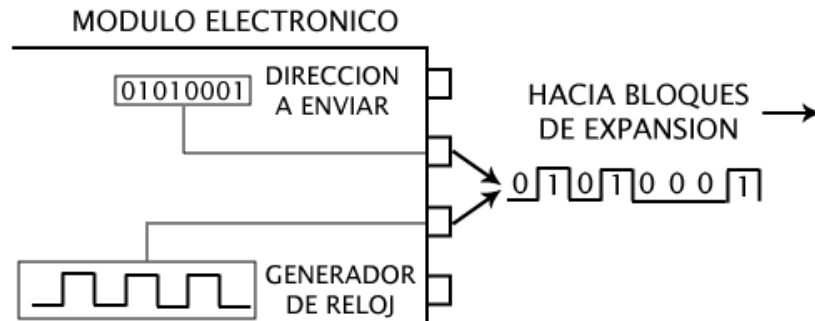 MODULO ELECTRONICO
01010001
DIRECCION
A ENVIAR
HACIA BLOQUES
DE EXPANSION
0 1 0 1 0 0 0 1
GENERADOR
DE RELOJ